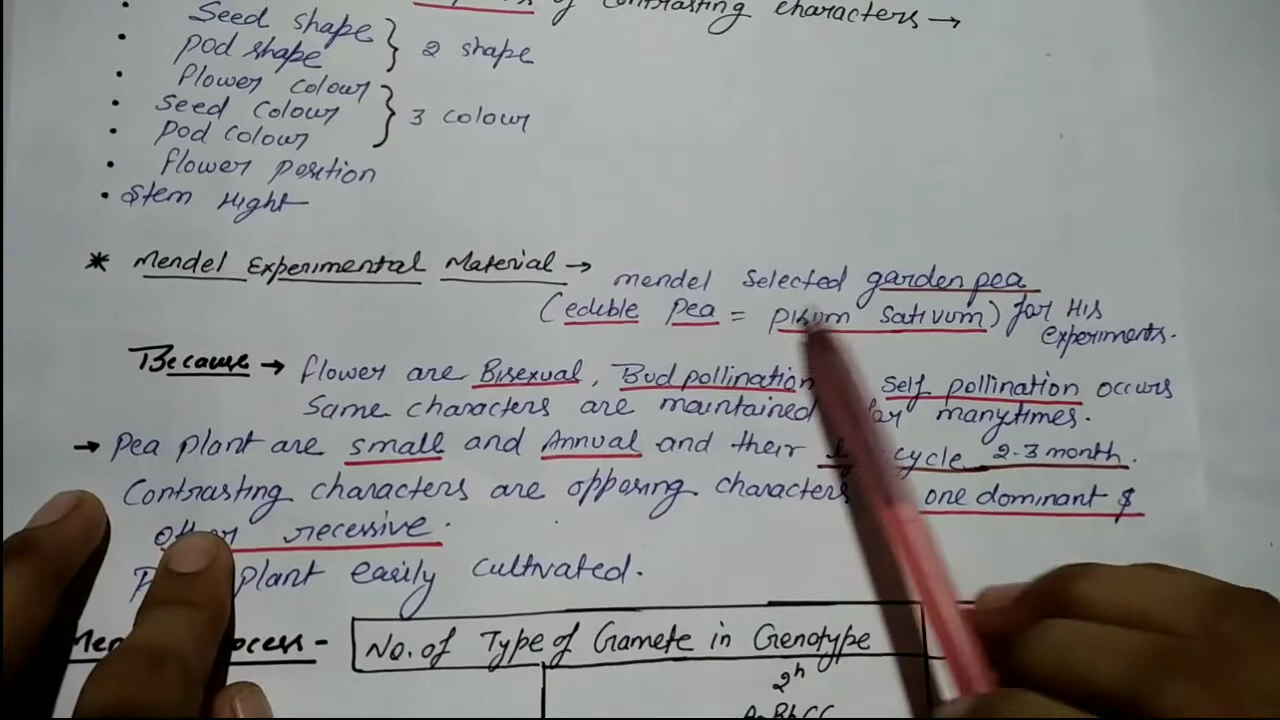 of contrasting characters →
Seed shape
Pod shape } 2 shape
Flower colour
Seed colour } 3 colour
Pod colour
Flower position
Stem Hight
* Mendel Experimental Material → mendel selected garden pea
(edible pea = pisum sativum) for His
experiments.
Because → flower are Bisexual, Bud pollination Self pollination occurs
Same characters are maintained for manytimes.
→ Pea plant are small and Annual and their cycle 2-3 month.
Contrasting characters are opposing characters one dominant $
other recessive.
plant easily cultivated.
No. of Type of Gamete in Genotype
2ⁿ